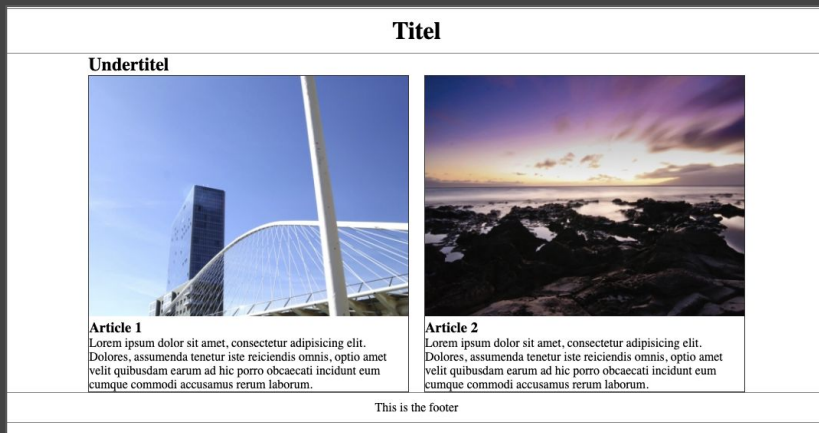 Titel
Undertitel
Article 1
Lorem ipsum dolor sit amet, consectetur adipisicing elit.
Dolores, assumenda tenetur iste reiciendis omnis, optio amet
velit quibusdam earum ad hic porro obcaecati incidunt eum
cumque commodi accusamus rerum laborum.
Article 2
Lorem ipsum dolor sit amet, consectetur adipisicing elit.
Dolores, assumenda tenetur iste reiciendis omnis, optio amet
velit quibusdam earum ad hic porro obcaecati incidunt eum
cumque commodi accusamus rerum laborum.
This is the footer